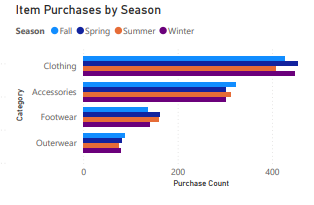 Item Purchases by Season
Season Fall Spring Summer Winter
Category
Clothing
Accessories
Footwear
Outerwear
0 200 400
Purchase Count